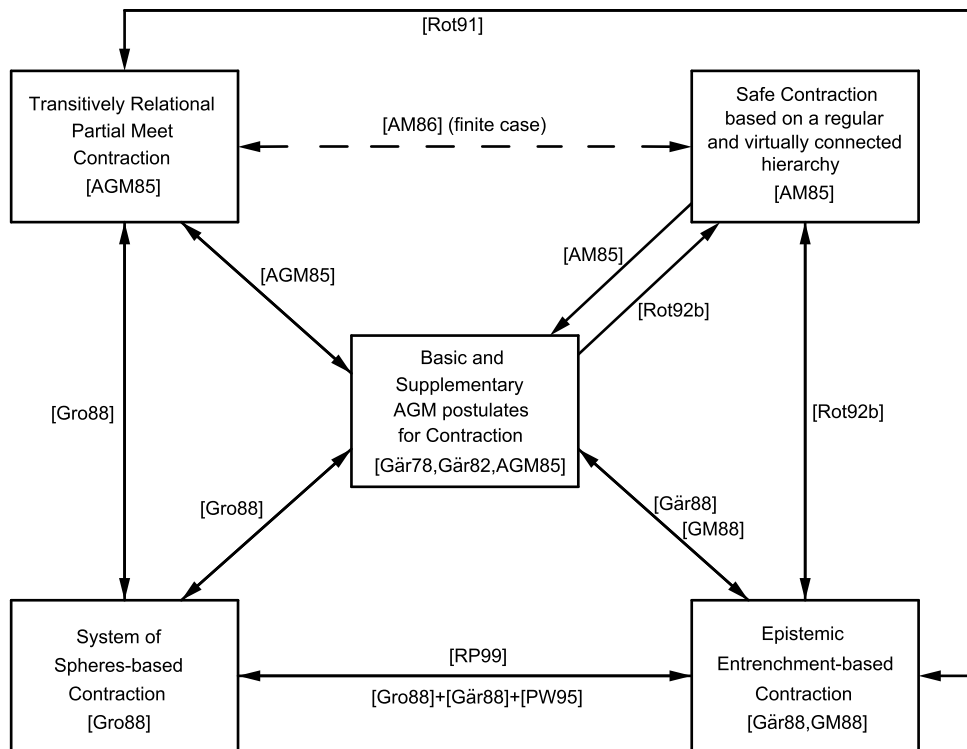 [Rot91]
Transitively Relational
Partial Meet
Contraction
[AGM85]
[AM86] (finite case)
Safe Contraction
based on a regular
and virtually connected
hierarchy
[AM85]
[AGM85]
[AM85]
[Rot92b]
[Gro88]
Basic and
Supplementary
AGM postulates
for Contraction
[Gär78,Gär82,AGM85]
[Rot92b]
[Gro88]
[Gär88]
[GM88]
System of
Spheres-based
Contraction
[Gro88]
[RP99]
[Gro88]+[Gär88]+[PW95]
Epistemic
Entrenchment-based
Contraction
[Gär88,GM88]